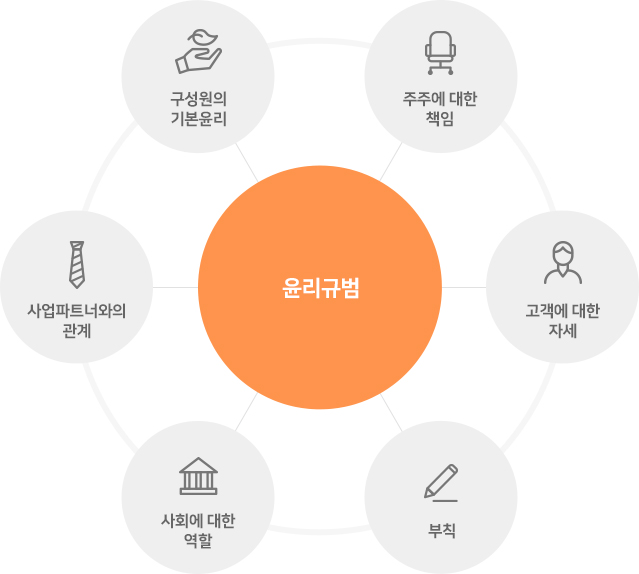 구성원의
기본윤리
주주에 대한
책임
사업파트너와의
관계
윤리규범
고객에 대한
자세
사회에 대한
역할
부칙